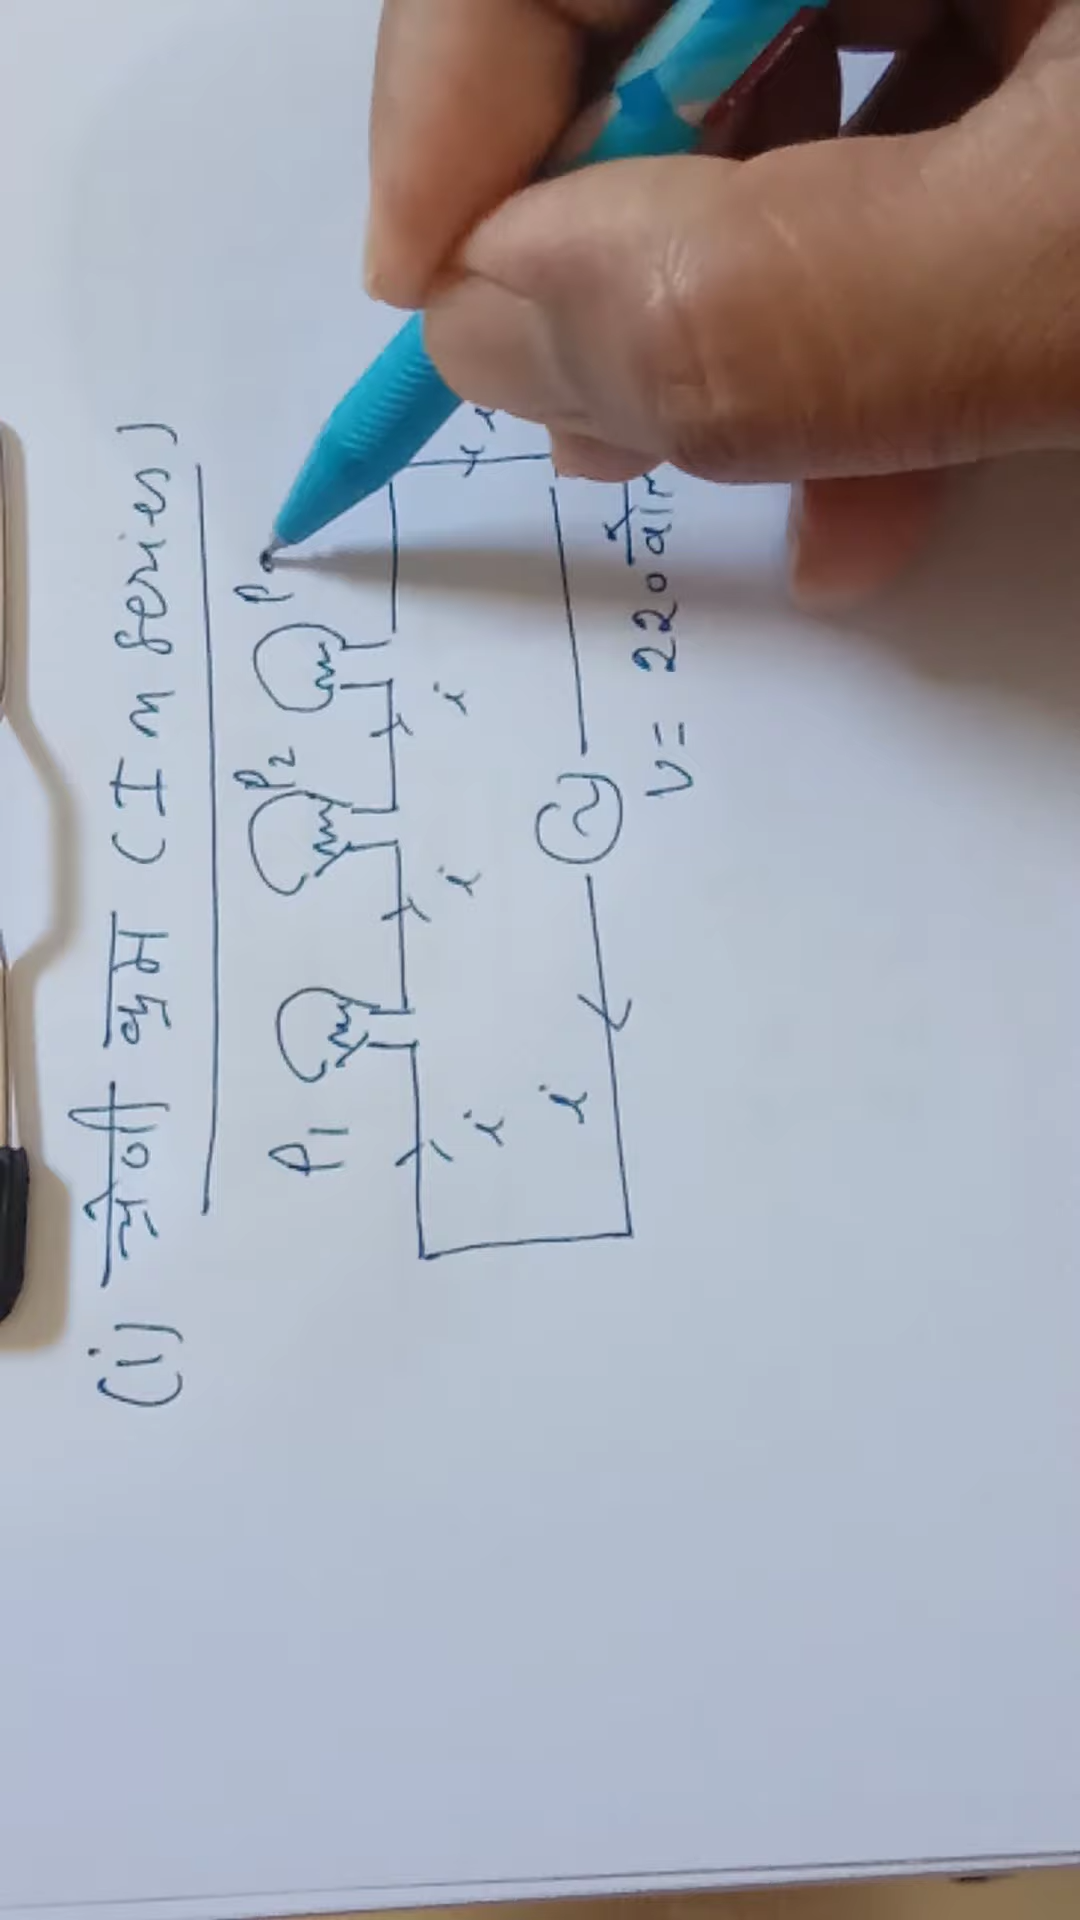 (i) श्रेणी क्रम (In series)
P1 P2 P
i i i i
i
V = 220 वोल्ट